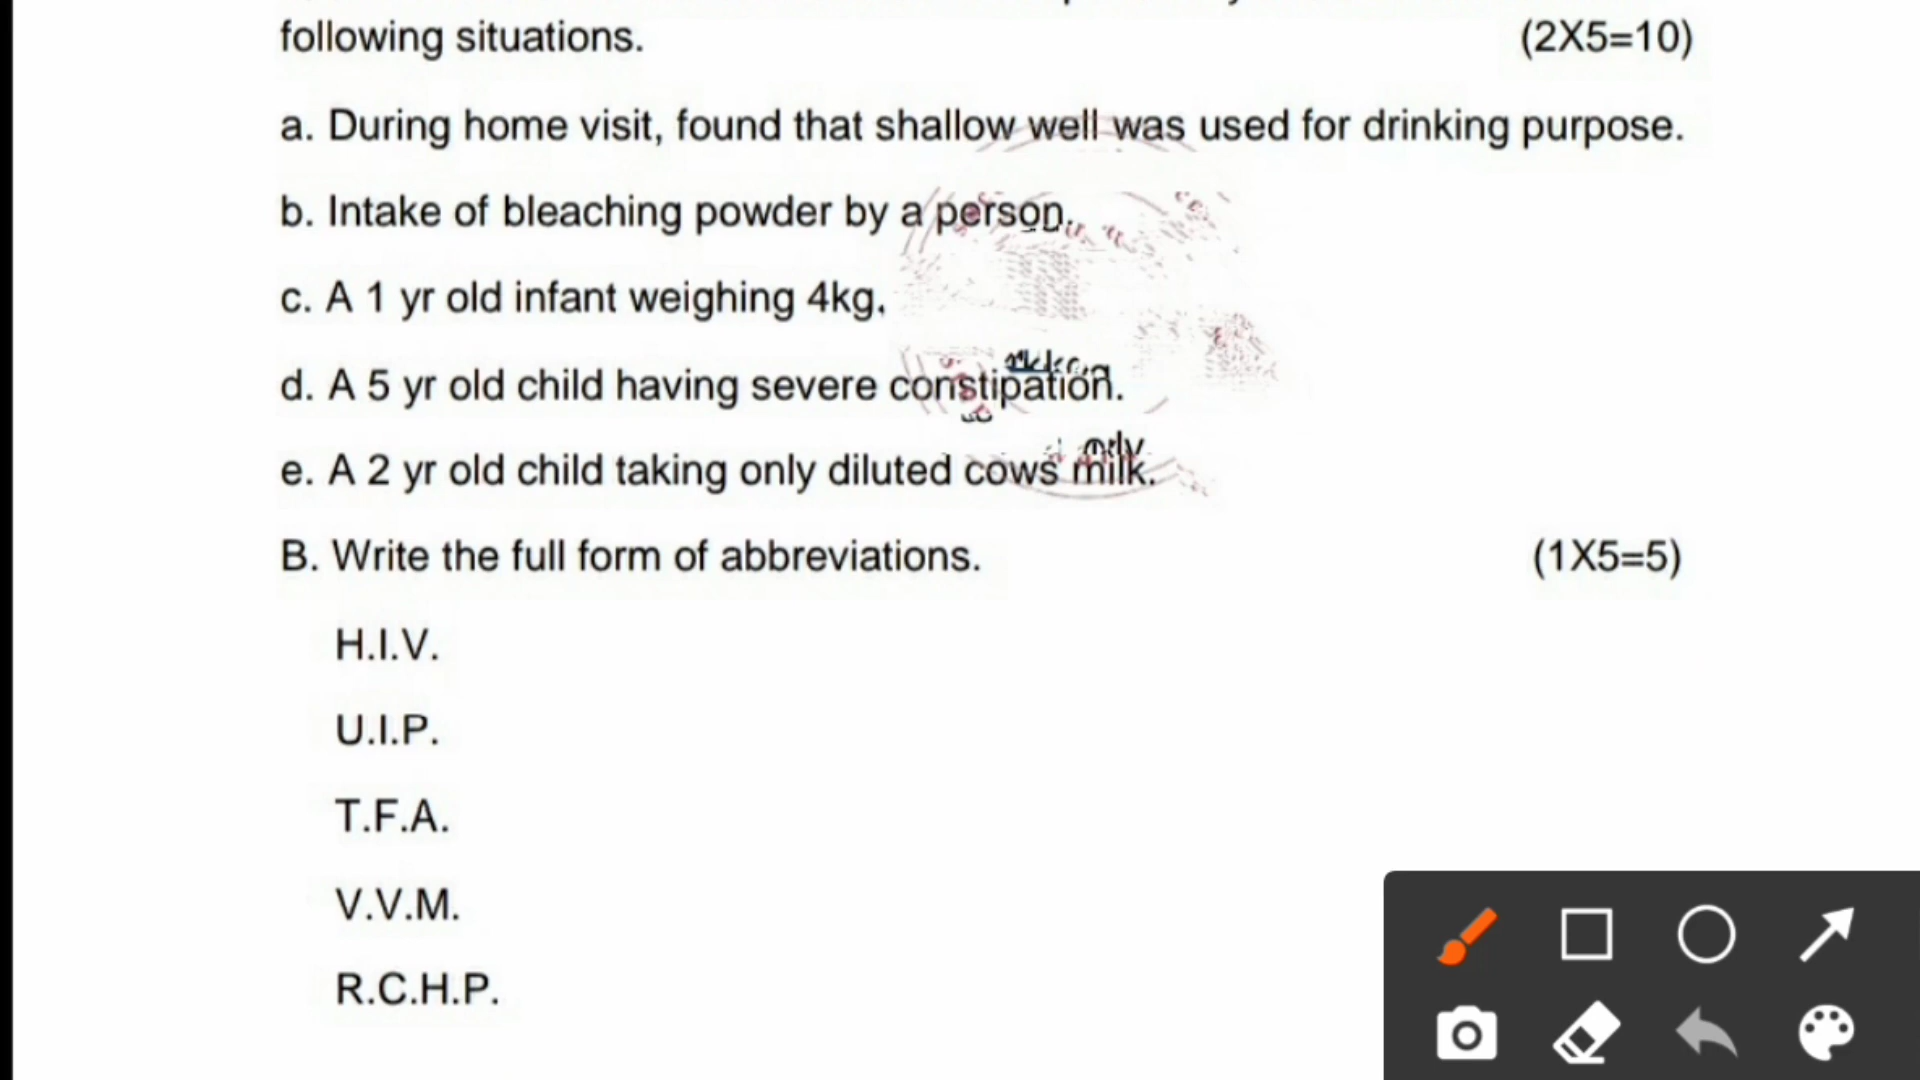 following situations. (2X5=10)
a. During home visit, found that shallow well was used for drinking purpose.
b. Intake of bleaching powder by a person.
c. A 1 yr old infant weighing 4kg.
d. A 5 yr old child having severe constipation.
e. A 2 yr old child taking only diluted cows milk.
B. Write the full form of abbreviations. (1X5=5)
H.I.V.
U.I.P.
T.F.A.
V.V.M.
R.C.H.P.